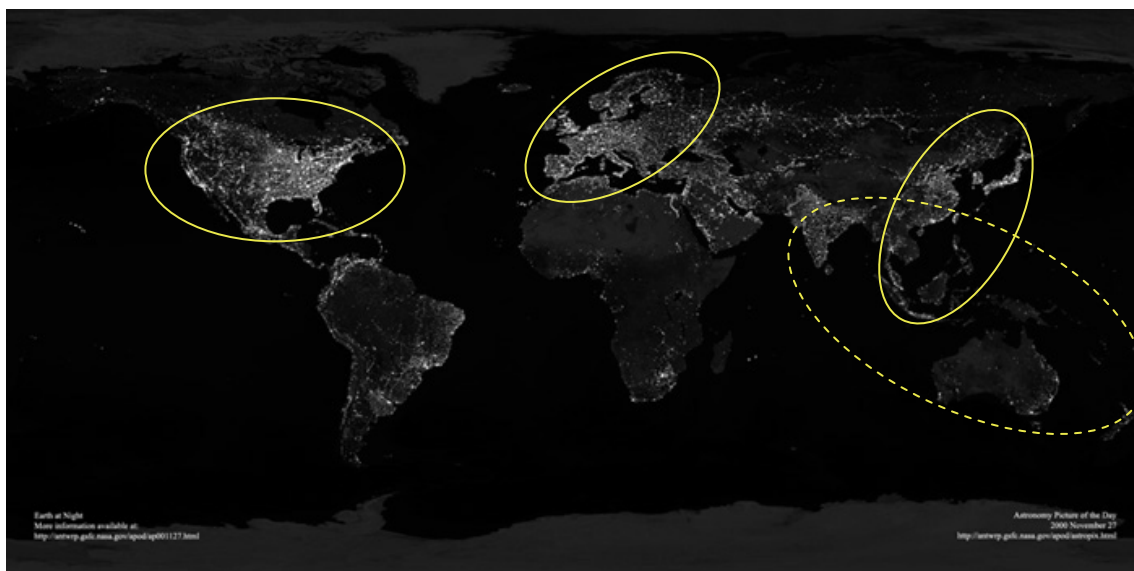 Earth at Night
More information available at:
http://antwrp.gsfc.nasa.gov/apod/ap001127.html
Astronomy Picture of the Day
2000 November 27
http://antwrp.gsfc.nasa.gov/apod/astropix.html